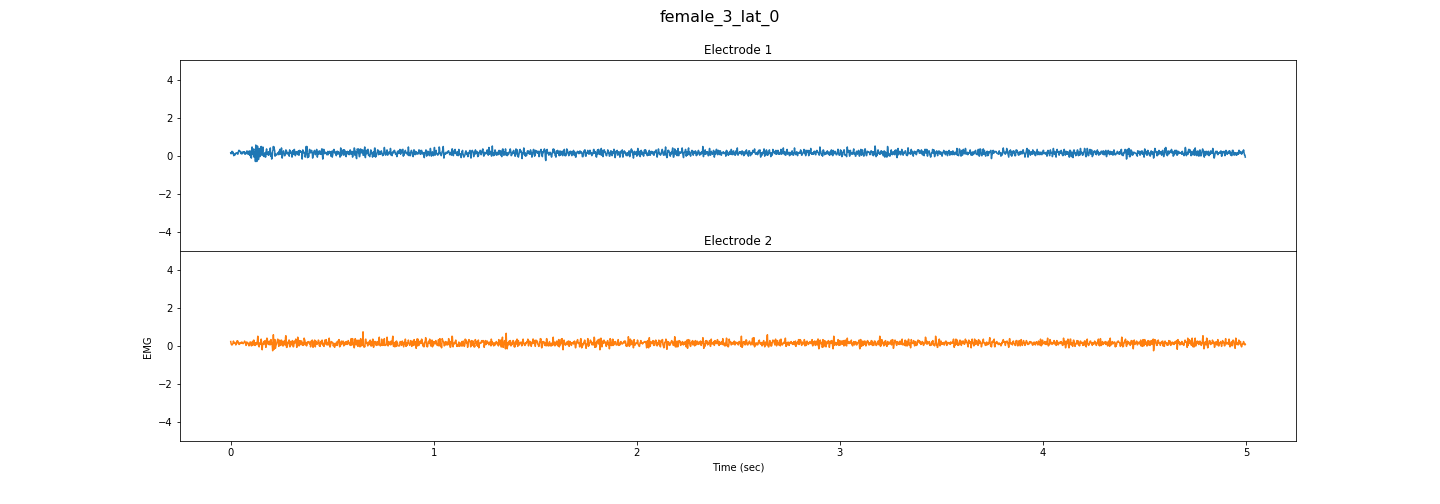 female_3_lat_0
Electrode 1
4
2
0
−2
−4
Electrode 2
4
2
0
−2
−4
EMG
0 1 2 3 4 5
Time (sec)